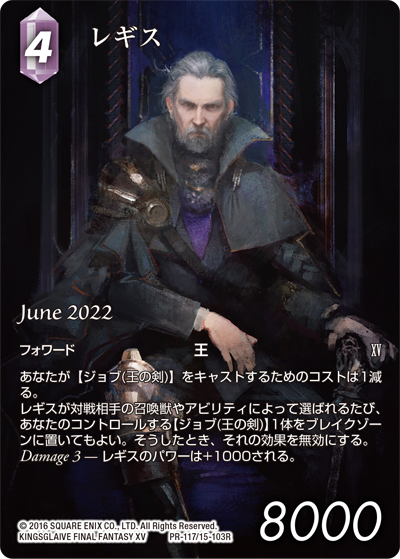 4
レギス
June 2022
フォワード 王 XV
あなたが【ジョブ(王の剣)】をキャストするためのコストは1減
る。
レギスが対戦相手の召喚獣やアビリティによって選ばれるたび、
あなたのコントロールする【ジョブ(王の剣)】1体をブレイクゾー
ンに置いてもよい。そうしたとき、それの効果を無効にする。
Damage 3 — レギスのパワーは+1000される。
© 2016 SQUARE ENIX CO., LTD. All Rights Reserved.
KINGSGLAIVE FINAL FANTASY XV
PR-117/15-103R
8000